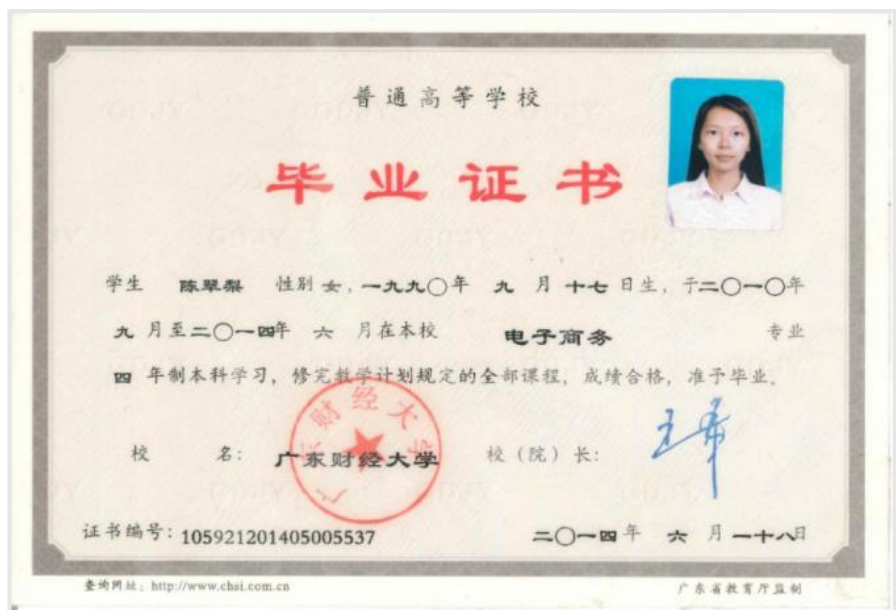 普通高等学校
毕业证书
学生 陈翠梨 性别 女，一九九〇年 九 月 十七 日生，于二〇一〇年
九 月至二〇一四年 六 月在本校 电子商务 专业
四 年制本科学习，修完教学计划规定的全部课程，成绩合格，准予毕业。
校 名： 广东财经大学 校（院）长：
广东财经大学
证书编号：105921201405005537 二〇一四年 六 月 一十八日
查询网址：http://www.chsi.com.cn 广东省教育厅监制